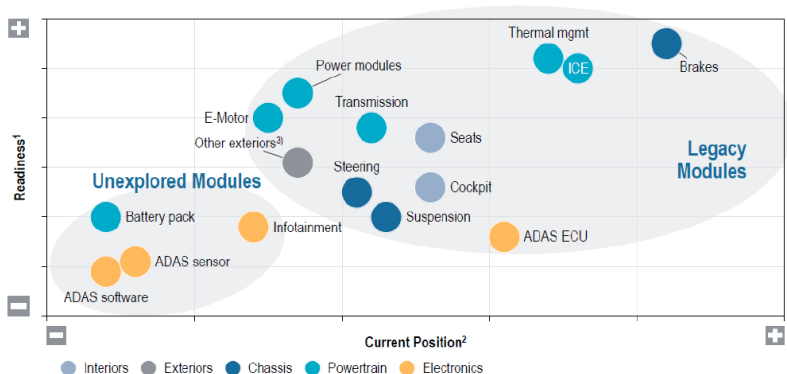 Thermal mgmt
ICE
Brakes
Power modules
E-Motor
Transmission
Other exteriors³⁾
Seats
Legacy
Modules
Steering
Unexplored Modules
Cockpit
Battery pack
Suspension
Infotainment
ADAS ECU
ADAS sensor
ADAS software
Readiness¹
Current Position²
Interiors
Exteriors
Chassis
Powertrain
Electronics